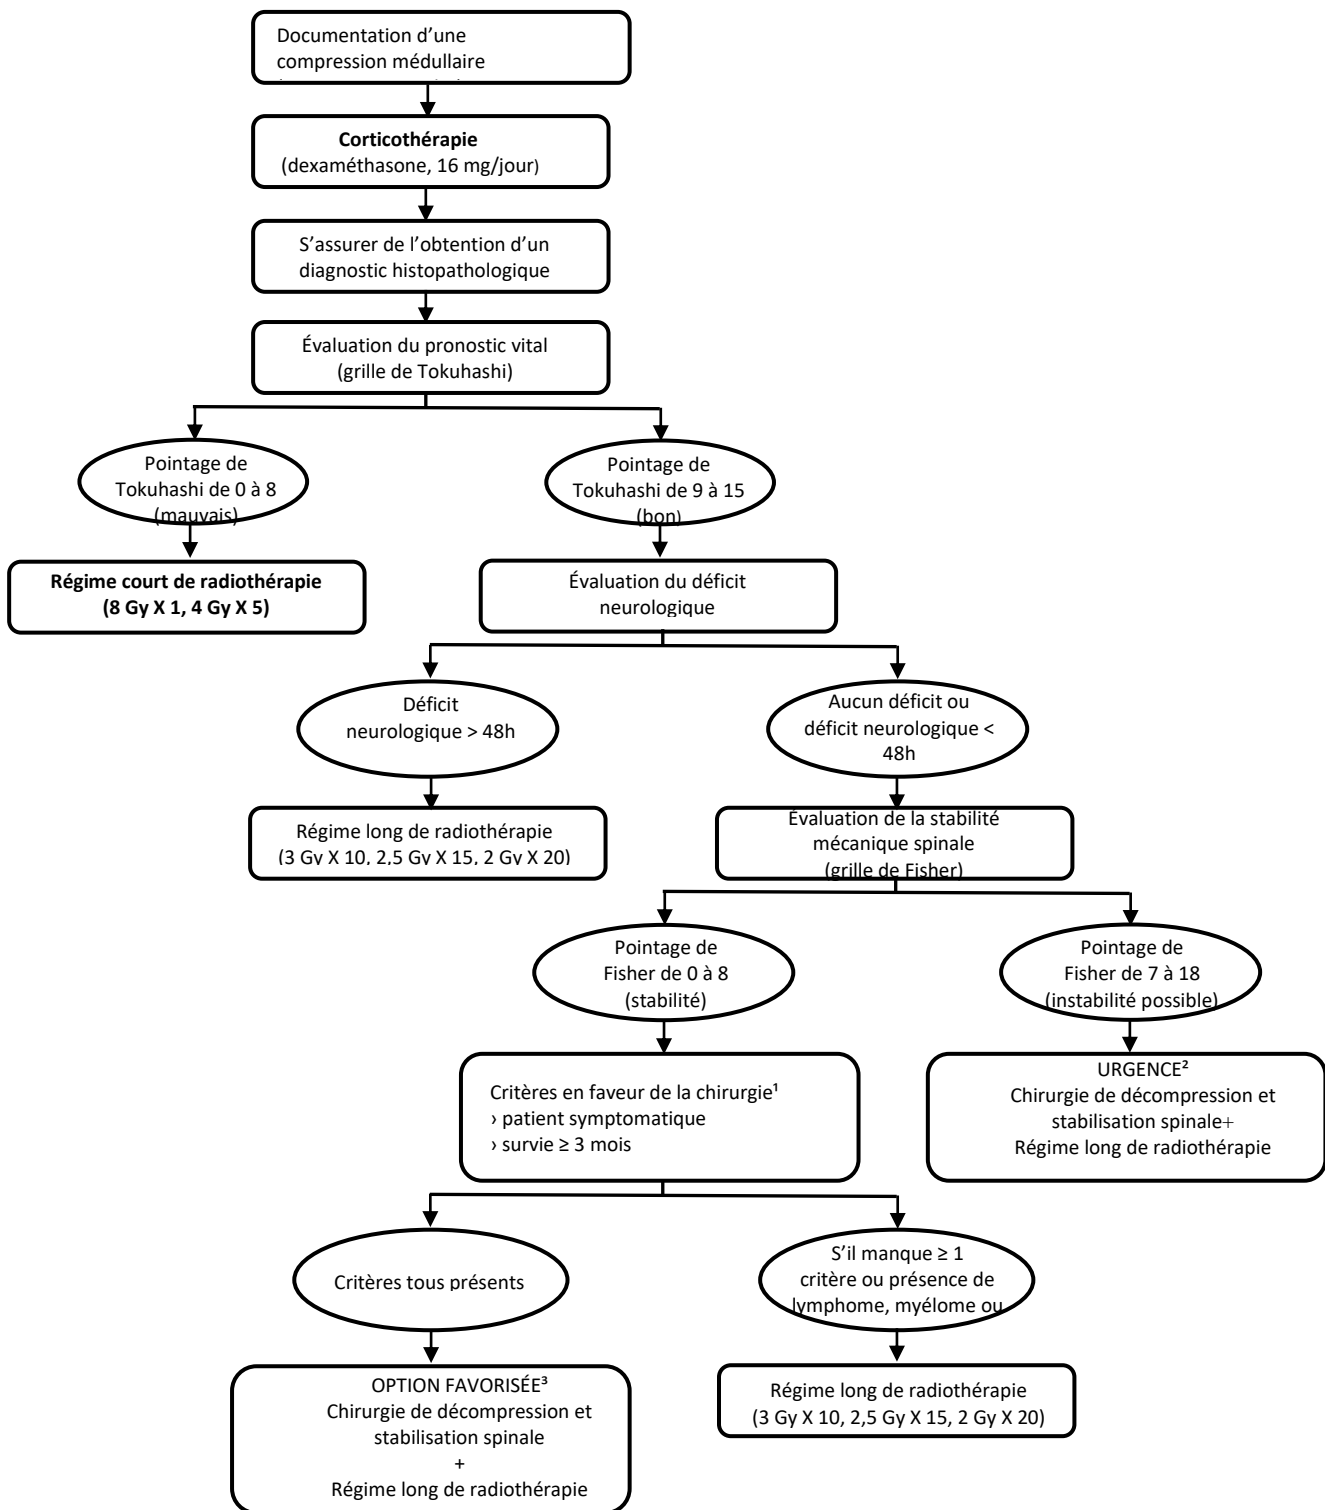 Documentation d'une
compression médullaire
Corticothérapie
(dexaméthasone, 16 mg/jour)
S'assurer de l'obtention d'un
diagnostic histopathologique
Évaluation du pronostic vital
(grille de Tokuhashi)
Pointage de
Tokuhashi de 0 à 8
(mauvais)
Pointage de
Tokuhashi de 9 à 15
(bon)
Régime court de radiothérapie
(8 Gy X 1, 4 Gy X 5)
Évaluation du déficit
neurologique
Déficit
neurologique > 48h
Aucun déficit ou
déficit neurologique <
48h
Régime long de radiothérapie
(3 Gy X 10, 2,5 Gy X 15, 2 Gy X 20)
Évaluation de la stabilité
mécanique spinale
(grille de Fisher)
Pointage de
Fisher de 0 à 8
(stabilité)
Pointage de
Fisher de 7 à 18
(instabilité possible)
Critères en faveur de la chirurgie¹
› patient symptomatique
› survie ≥ 3 mois
URGENCE²
Chirurgie de décompression et
stabilisation spinale+
Régime long de radiothérapie
Critères tous présents
S'il manque ≥ 1
critère ou présence de
lymphome, myélome ou
OPTION FAVORISÉE³
Chirurgie de décompression et
stabilisation spinale
+
Régime long de radiothérapie
Régime long de radiothérapie
(3 Gy X 10, 2,5 Gy X 15, 2 Gy X 20)